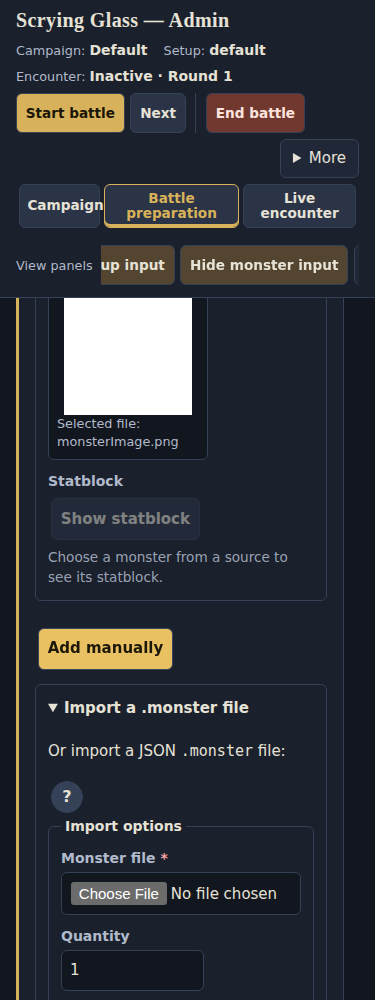 Scrying Glass — Admin
Campaign: Default Setup: default
Encounter: Inactive · Round 1
Start battle Next End battle
▶ More
Campaign Battle preparation Live encounter
View panels up input Hide monster input
Selected file:
monsterImage.png
Statblock
Show statblock
Choose a monster from a source to
see its statblock.
Add manually
▼ Import a .monster file
Or import a JSON .monster file:
?
Import options
Monster file *
Choose File No file chosen
Quantity
1